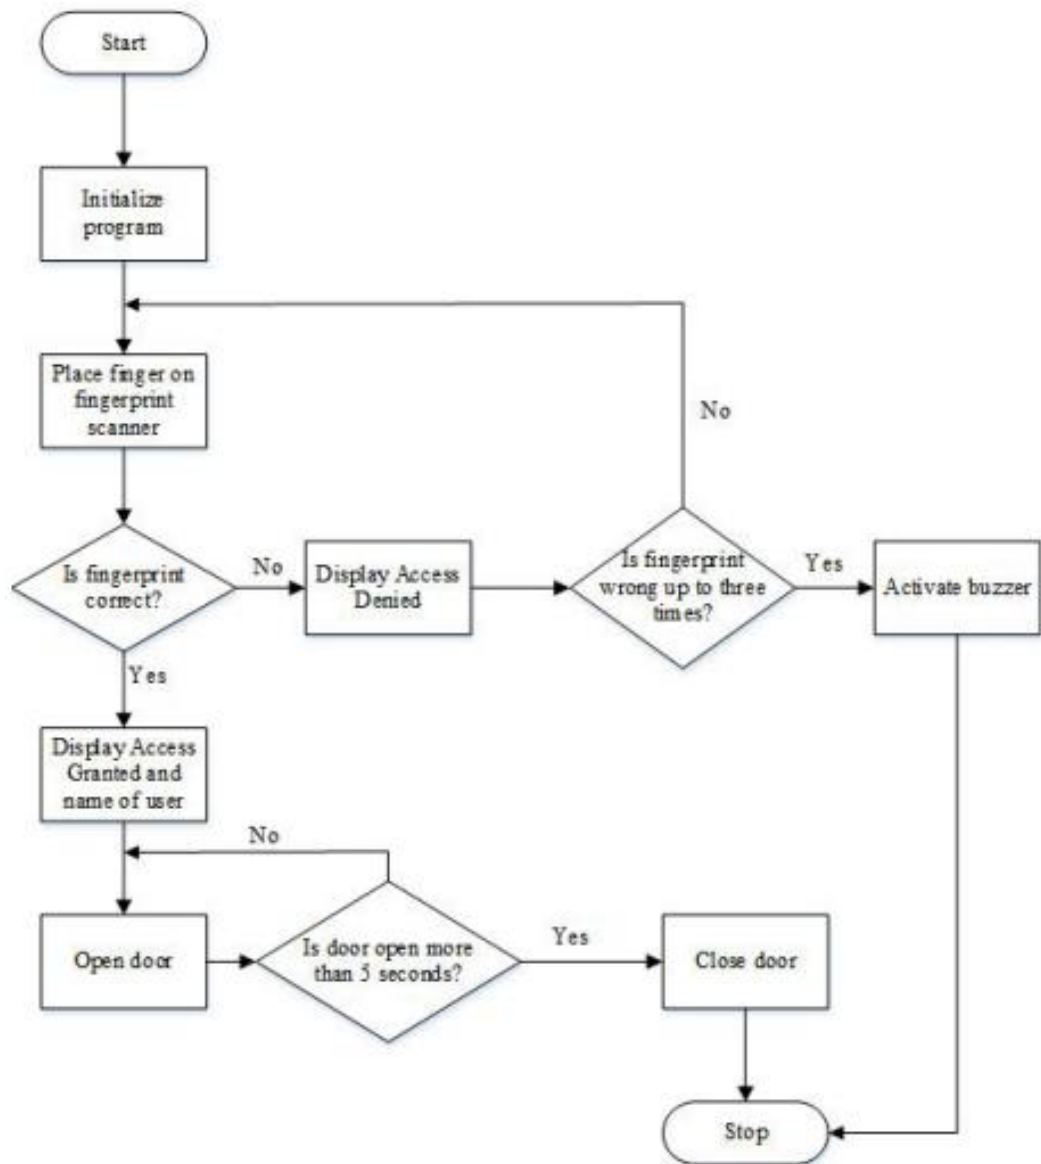 Start
Initialize
program
Place finger on
fingerprint
scanner
No
Is fingerprint
correct?
No
Display Access
Denied
Is fingerprint
wrong up to three
times?
Yes
Activate buzzer
Yes
Display Access
Granted and
name of user
No
Open door
Is door open more
than 5 seconds?
Yes
Close door
Stop